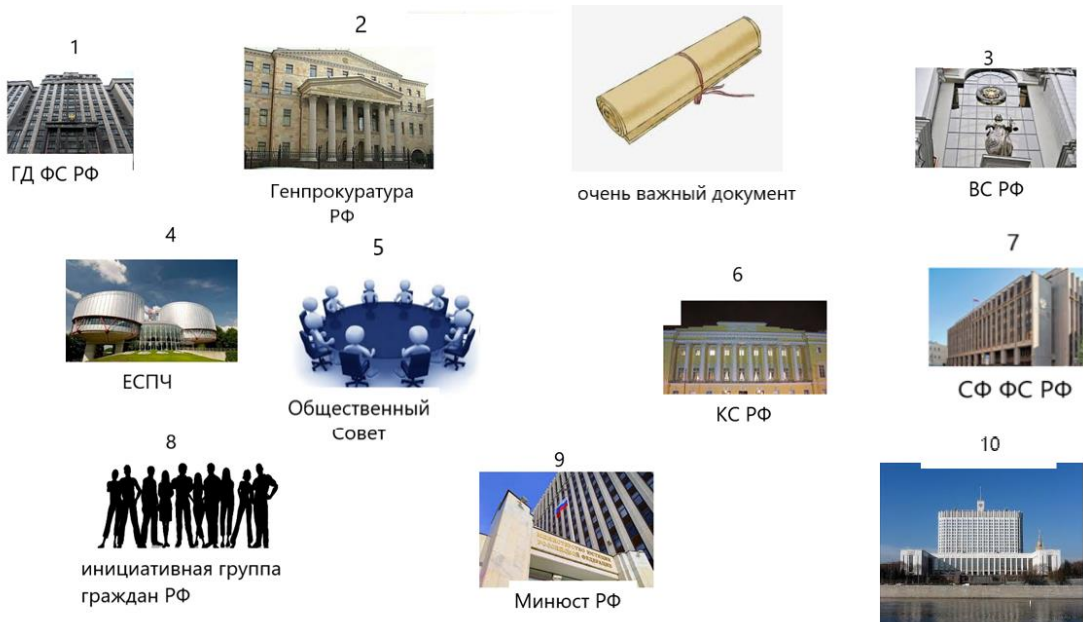 1
ГД ФС РФ
2
Генпрокуратура
РФ
очень важный документ
3
ВС РФ
4
ЕСПЧ
5
Общественный
Совет
6
КС РФ
7
СФ ФС РФ
8
инициативная группа
граждан РФ
9
Минюст РФ
10